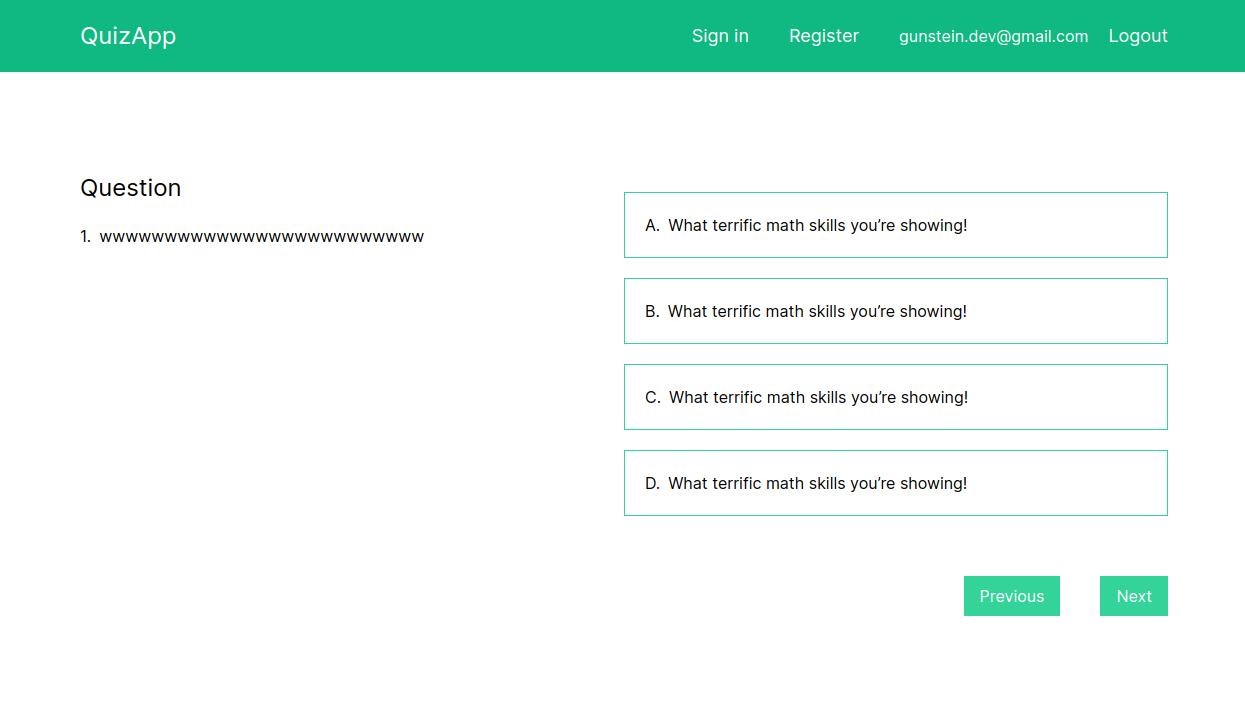 QuizApp Sign in Register gunstein.dev@gmail.com Logout
Question
1. wwwwwwwwwwwwwwwwwwwwwwwww
A. What terrific math skills you’re showing!
B. What terrific math skills you’re showing!
C. What terrific math skills you’re showing!
D. What terrific math skills you’re showing!
Previous Next